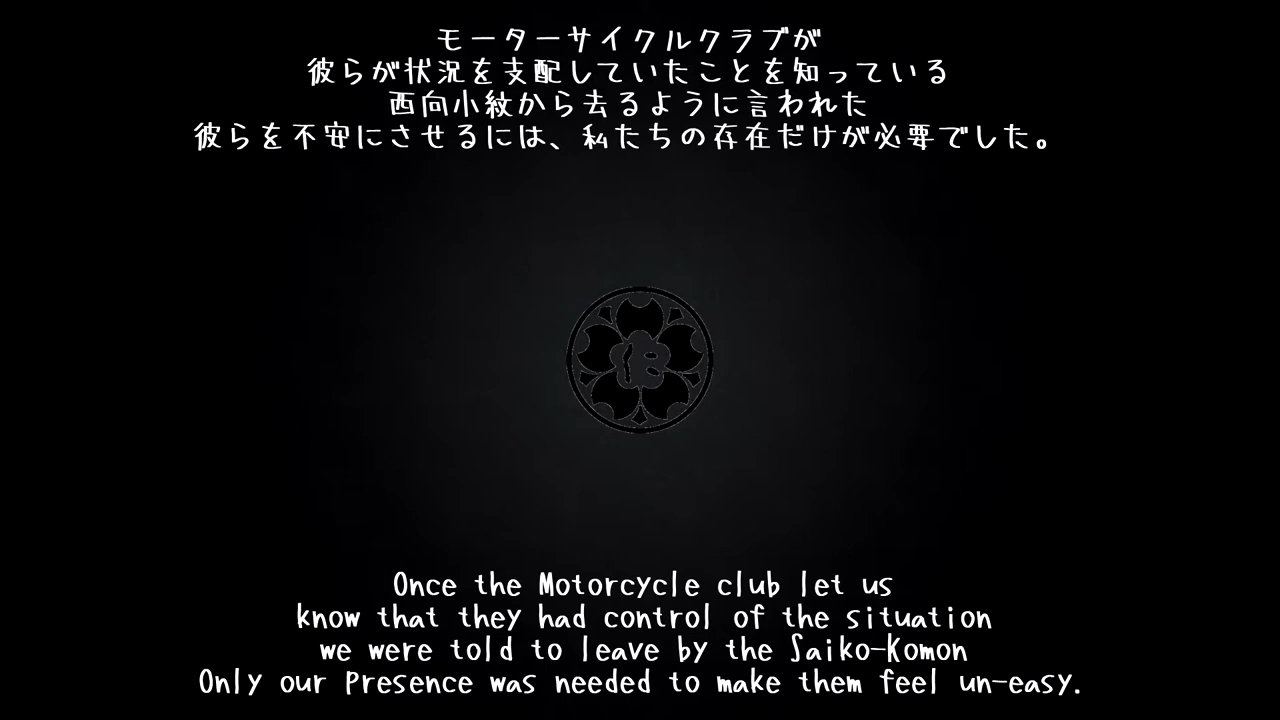 モーターサイクルクラブが
彼らが状況を支配していたことを知っている
西向小紋から去るように言われた
彼らを不安にさせるには、私たちの存在だけが必要でした。
Once the Motorcycle club let us
know that they had control of the situation
we were told to leave by the Saiko-Komon
Only our Presence was needed to make them feel un-easy.